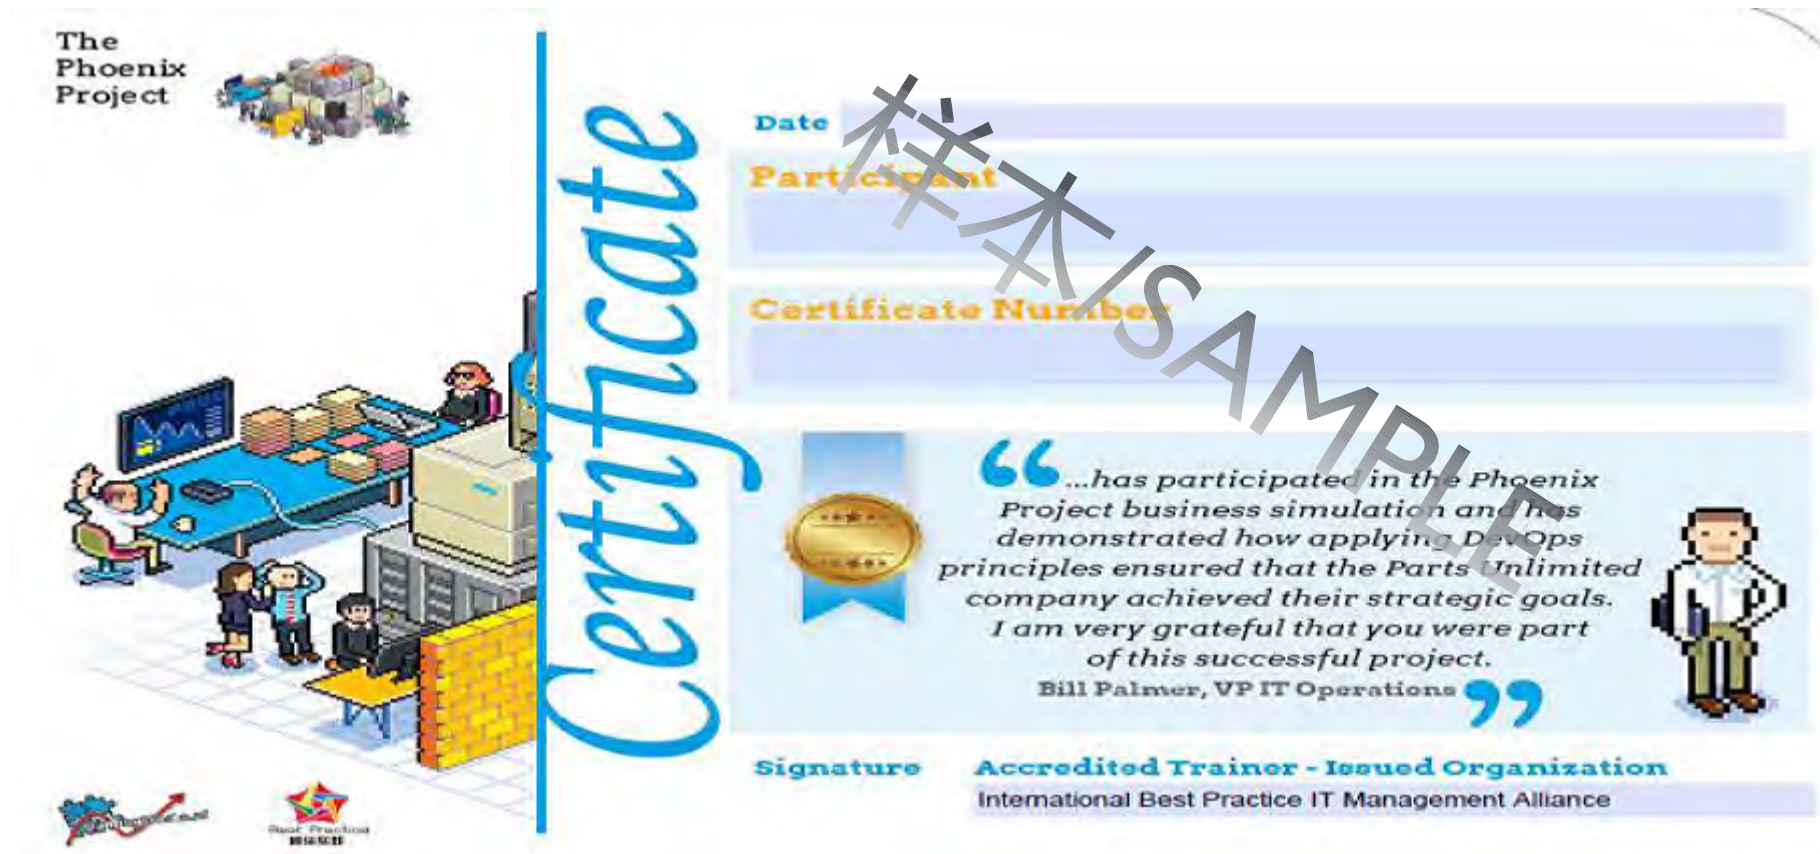 The
Phoenix
Project
Certificate
Date
Participant
Certificate Number
样本/SAMPLE
“ ...has participated in the Phoenix
Project business simulation and has
demonstrated how applying DevOps
principles ensured that the Parts Unlimited
company achieved their strategic goals.
I am very grateful that you were part
of this successful project.
Bill Palmer, VP IT Operations ”
Signature
Accredited Trainer - Issued Organization
International Best Practice IT Management Alliance
Best Practice